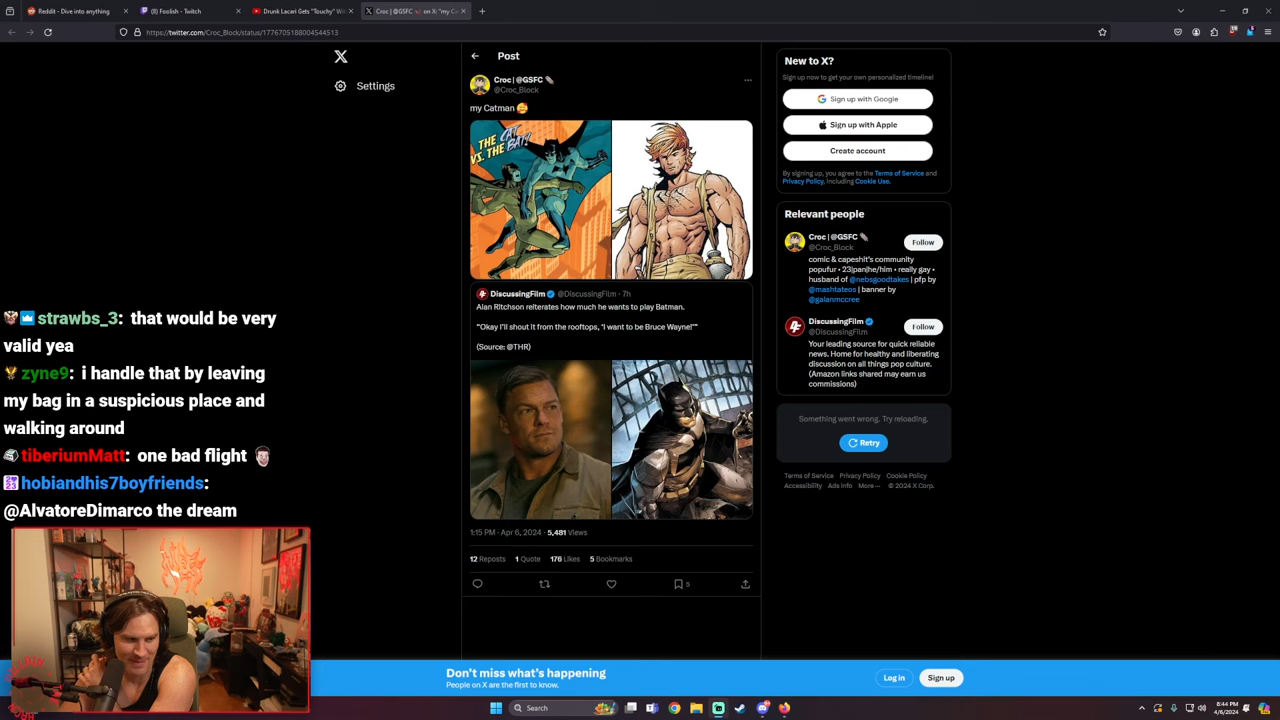 Reddit - Dive into anything
(8) Foolish - Twitch
Drunk Lacari Gets "Touchy" Wi
Croc | @GSFC on X: "my Ca
https://twitter.com/Croc_Block/status/1776705188004544513
Settings
Post
Croc | @GSFC
@Croc_Block
my Catman
THE CAT
VS. THE BAT!
DiscussingFilm @DiscussingFilm · 7h
Alan Ritchson reiterates how much he wants to play Batman.
"Okay I'll shout it from the rooftops, 'I want to be Bruce Wayne!'"
(Source: @THR)
1:15 PM · Apr 6, 2024 · 5,481 Views
12 Reposts 1 Quote 176 Likes 5 Bookmarks
5
New to X?
Sign up now to get your own personalized timeline!
Sign up with Google
Sign up with Apple
Create account
By signing up, you agree to the Terms of Service and
Privacy Policy, including Cookie Use.
Relevant people
Croc | @GSFC
@Croc_Block
Follow
comic & capeshit's community
popufur • 23|pan|he/him • really gay •
husband of @nebsgoodtakes | pfp by
@mashtateos | banner by
@galanmccree
DiscussingFilm
@DiscussingFilm
Follow
Your leading source for quick reliable
news. Home for healthy and liberating
discussion on all things pop culture.
(Amazon links shared may earn us
commissions)
Something went wrong. Try reloading.
Retry
Terms of Service Privacy Policy Cookie Policy
Accessibility Ads info More ··· © 2024 X Corp.
strawbs_3: that would be very
valid yea
zyne9: i handle that by leaving
my bag in a suspicious place and
walking around
tiberiumMatt: one bad flight
hobiandhis7boyfriends:
@AlvatoreDimarco the dream
Don't miss what's happening
People on X are the first to know.
Log in
Sign up
Search
8:44 PM
4/6/2024